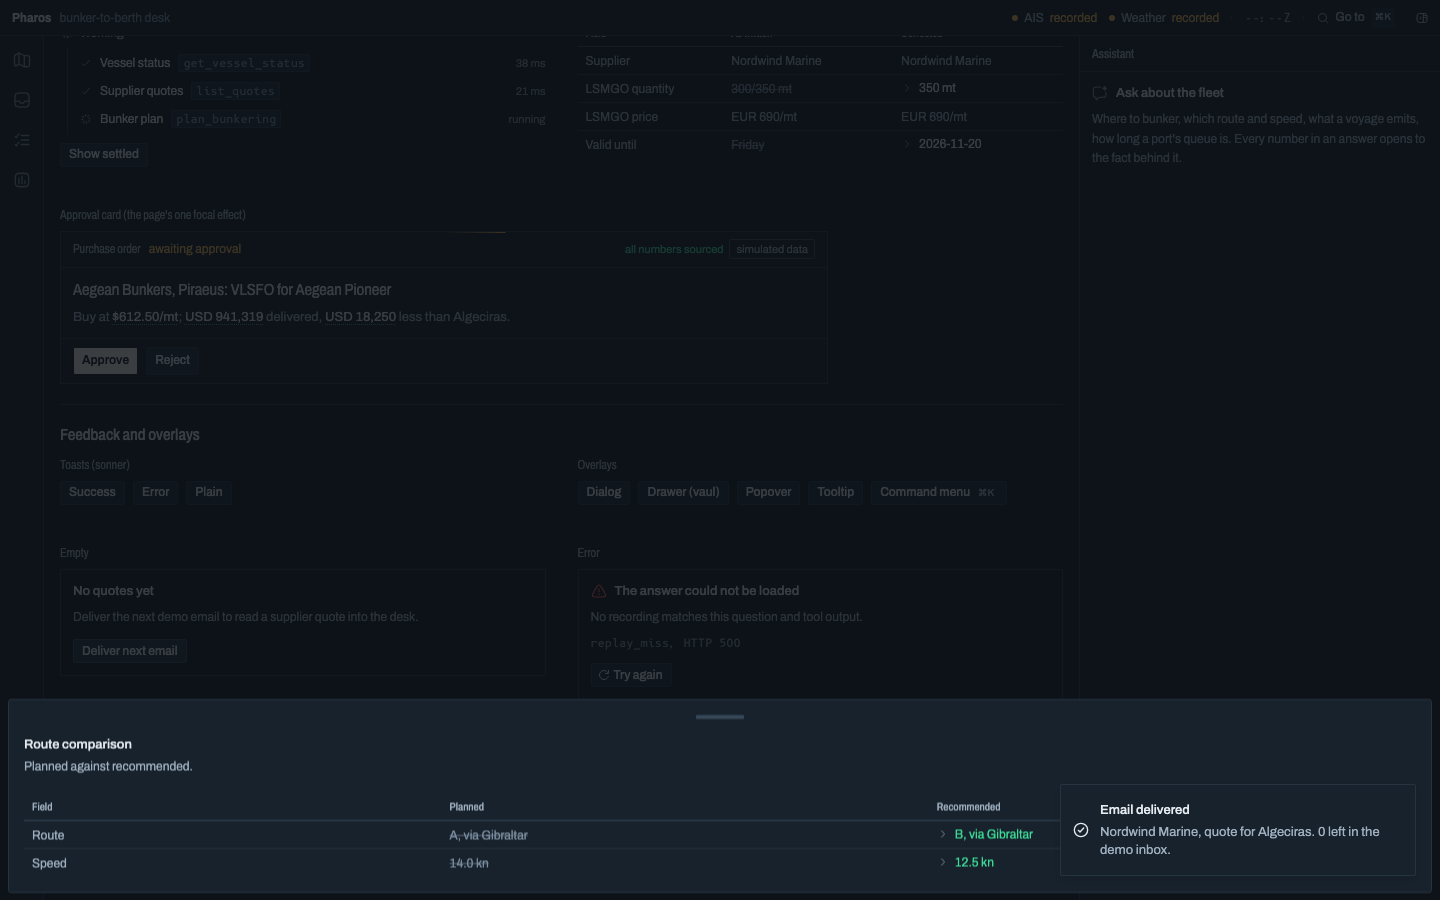 Pharos bunker-to-berth desk
AIS recorded Weather recorded --:--Z Go to ⌘K
Vessel status get_vessel_status 38 ms
Supplier quotes list_quotes 21 ms
Bunker plan plan_bunkering running
Show settled
Supplier Nordwind Marine Nordwind Marine
LSMGO quantity 300/350 mt 350 mt
LSMGO price EUR 690/mt EUR 690/mt
Valid until Friday 2026-11-20
Assistant
Ask about the fleet
Where to bunker, which route and speed, what a voyage emits,
how long a port's queue is. Every number in an answer opens to
the fact behind it.
Approval card (the page's one focal effect)
Purchase order awaiting approval all numbers sourced simulated data
Aegean Bunkers, Piraeus: VLSFO for Aegean Pioneer
Buy at $612.50/mt; USD 941,319 delivered, USD 18,250 less than Algeciras.
Approve Reject
Feedback and overlays
Toasts (sonner)
Success Error Plain
Overlays
Dialog Drawer (vaul) Popover Tooltip Command menu ⌘K
Empty
No quotes yet
Deliver the next demo email to read a supplier quote into the desk.
Deliver next email
Error
The answer could not be loaded
No recording matches this question and tool output.
replay_miss, HTTP 500
Try again
Route comparison
Planned against recommended.
Field Planned Recommended
Route A, via Gibraltar B, via Gibraltar
Speed 14.0 kn 12.5 kn
Email delivered
Nordwind Marine, quote for Algeciras. 0 left in the
demo inbox.